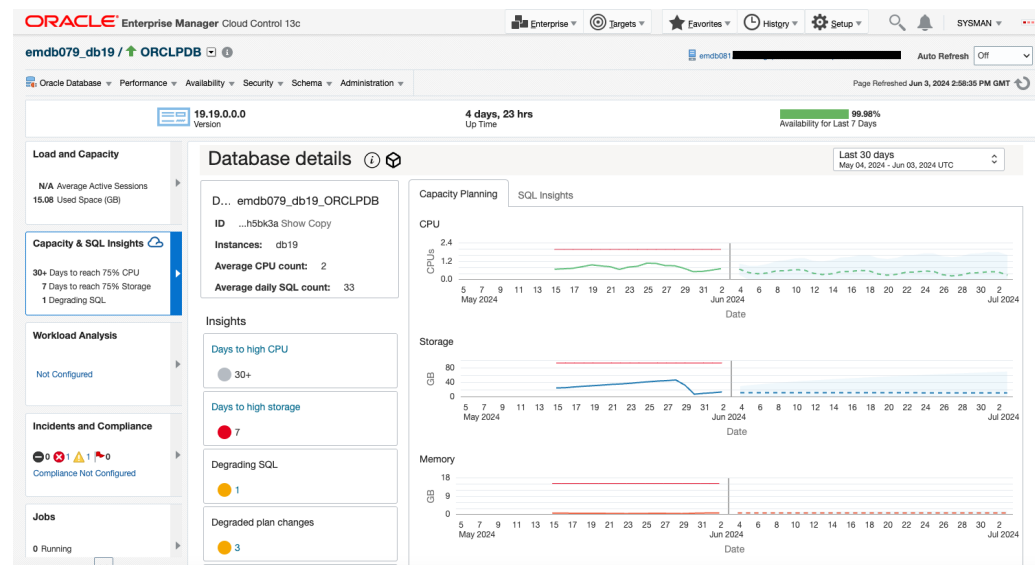 ORACLE Enterprise Manager Cloud Control 13c
Enterprise Targets Favorites History Setup SYSMAN
emdb079_db19 / ORCLPDB
emdb081. Auto Refresh Off
Oracle Database Performance Availability Security Schema Administration
Page Refreshed Jun 3, 2024 2:58:35 PM GMT
19.19.0.0.0
Version
4 days, 23 hrs
Up Time
99.98%
Availability for Last 7 Days
Load and Capacity
N/A Average Active Sessions
15.08 Used Space (GB)
Capacity & SQL Insights
30+ Days to reach 75% CPU
7 Days to reach 75% Storage
1 Degrading SQL
Workload Analysis
Not Configured
Incidents and Compliance
0 1 1 0
Compliance Not Configured
Jobs
0 Running
Database details
Last 30 days
May 04, 2024 - Jun 03, 2024 UTC
D... emdb079_db19_ORCLPDB
ID ...h5bk3a Show Copy
Instances: db19
Average CPU count: 2
Average daily SQL count: 33
Insights
Days to high CPU
30+
Days to high storage
7
Degrading SQL
1
Degraded plan changes
3
Capacity Planning SQL Insights
CPU
CPUs
2.4
1.2
0.0
5 7 9 11 13 15 17 19 21 23 25 27 29 31 2 4 6 8 10 12 14 16 18 20 22 24 26 28 30 2
May 2024 Jun 2024 Jul 2024
Date
Storage
GB
80
40
0
5 7 9 11 13 15 17 19 21 23 25 27 29 31 2 4 6 8 10 12 14 16 18 20 22 24 26 28 30 2
May 2024 Jun 2024 Jul 2024
Date
Memory
GB
18
9
0
5 7 9 11 13 15 17 19 21 23 25 27 29 31 2 4 6 8 10 12 14 16 18 20 22 24 26 28 30 2
May 2024 Jun 2024 Jul 2024
Date